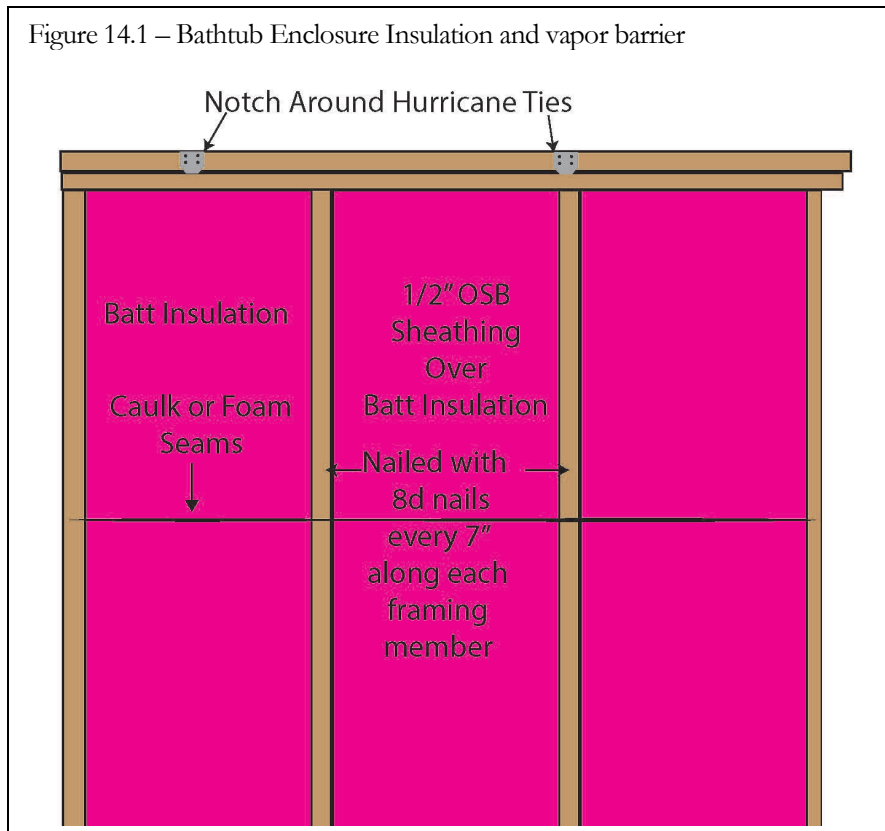 Figure 14.1 – Bathtub Enclosure Insulation and vapor barrier
Notch Around Hurricane Ties
Batt Insulation
Caulk or Foam
Seams
1/2" OSB
Sheathing
Over
Batt Insulation
Nailed with
8d nails
every 7"
along each
framing
member